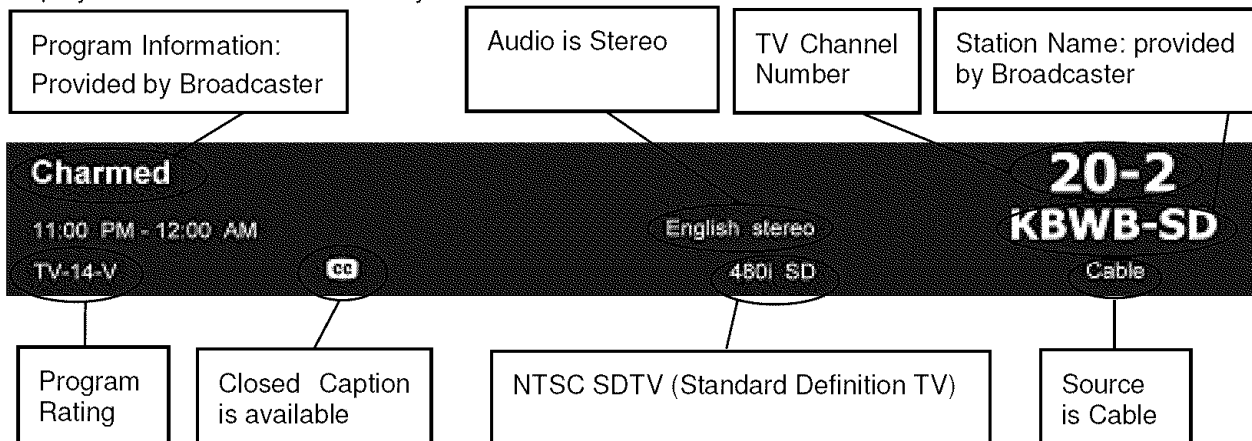 Program Information:
Provided by Broadcaster
Audio is Stereo
TV Channel
Number
Station Name: provided
by Broadcaster
Charmed
20-2
11:00 PM - 12:00 AM
English stereo
KBWB-SD
TV-14-V
CC
480i SD
Cable
Program
Rating
Closed Caption
is available
NTSC SDTV (Standard Definition TV)
Source
is Cable